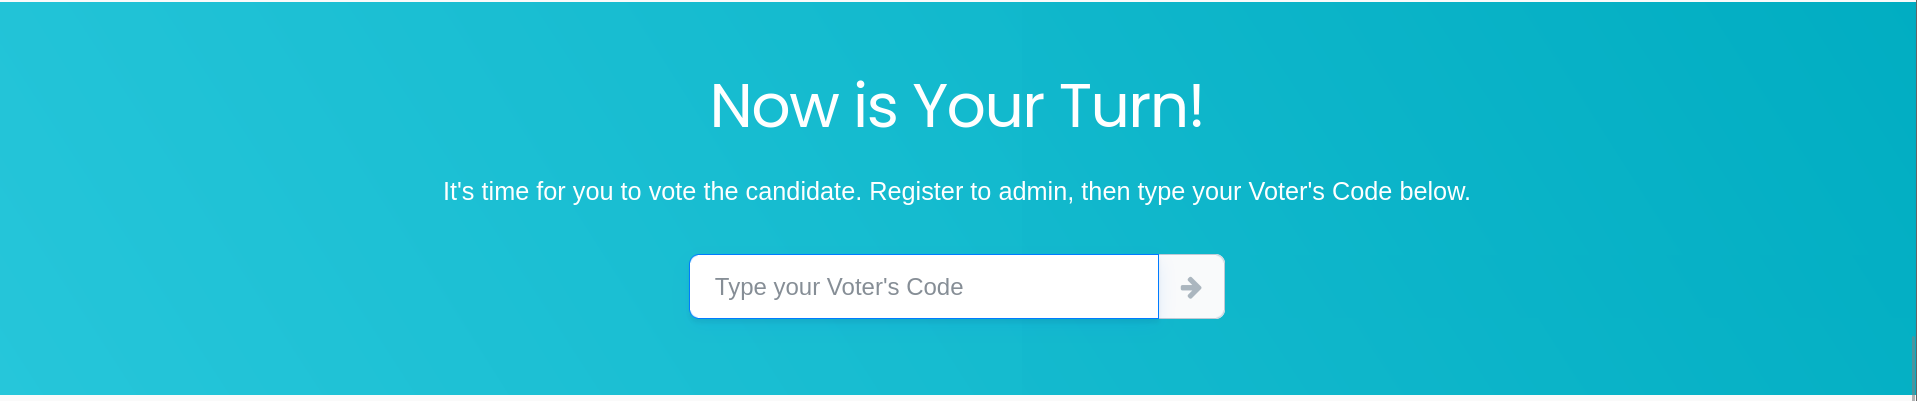 Now is Your Turn!
It's time for you to vote the candidate. Register to admin, then type your Voter's Code below.
Type your Voter's Code